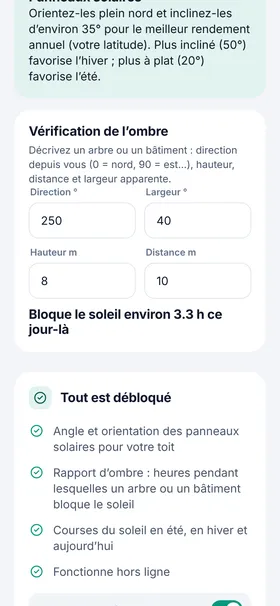 Orientez-les plein nord et inclinez-les
d’environ 35° pour le meilleur rendement
annuel (votre latitude). Plus incliné (50°)
favorise l’hiver ; plus à plat (20°)
favorise l’été.
Vérification de l’ombre
Décrivez un arbre ou un bâtiment : direction
depuis vous (0 = nord, 90 = est…), hauteur,
distance et largeur apparente.
Direction ° Largeur °
250 40
Hauteur m Distance m
8 10
Bloque le soleil environ 3.3 h ce
jour-là
Tout est débloqué
Angle et orientation des panneaux
solaires pour votre toit
Rapport d’ombre : heures pendant
lesquelles un arbre ou un bâtiment
bloque le soleil
Courses du soleil en été, en hiver et
aujourd’hui
Fonctionne hors ligne